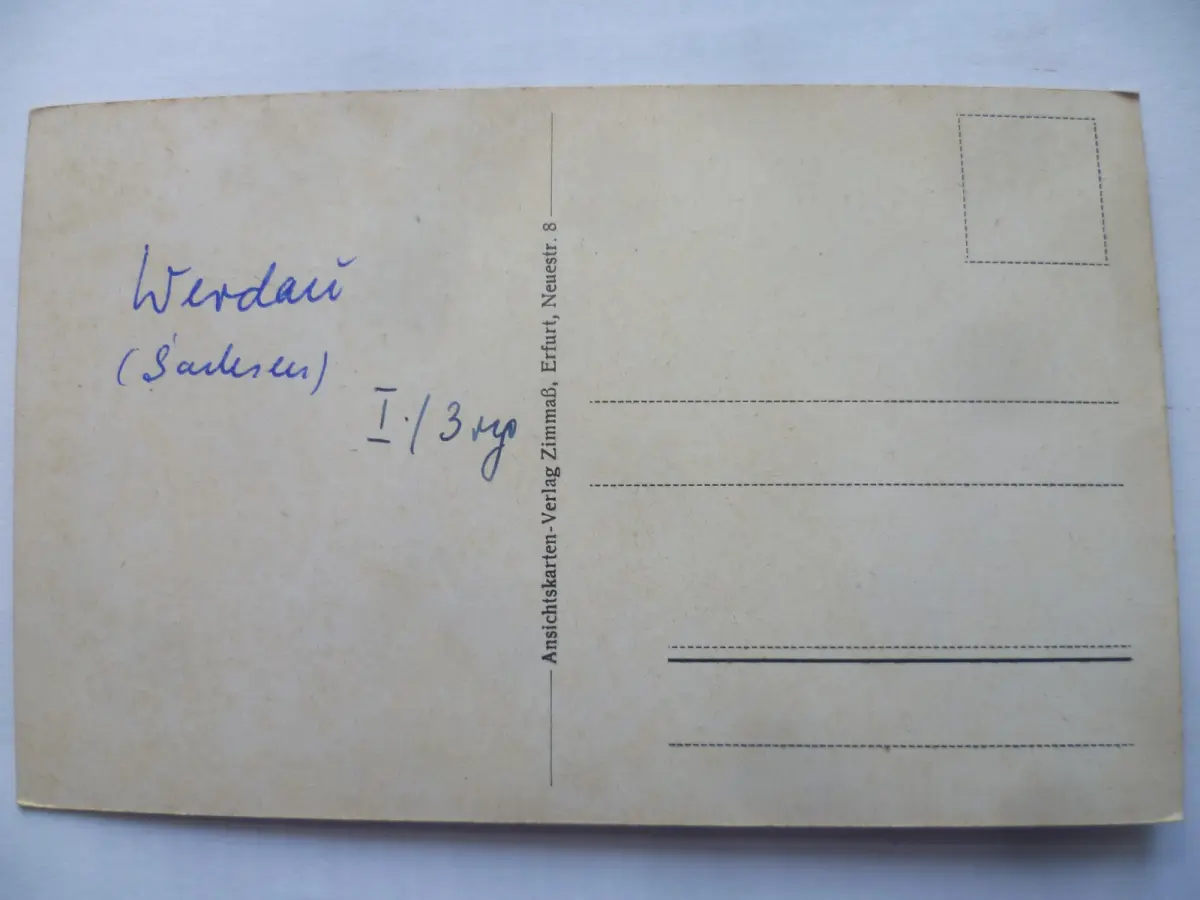 Werdau
(Sachsen)
I./3
Ansichtskarten-Verlag Zimmaß, Erfurt, Neuestr. 8